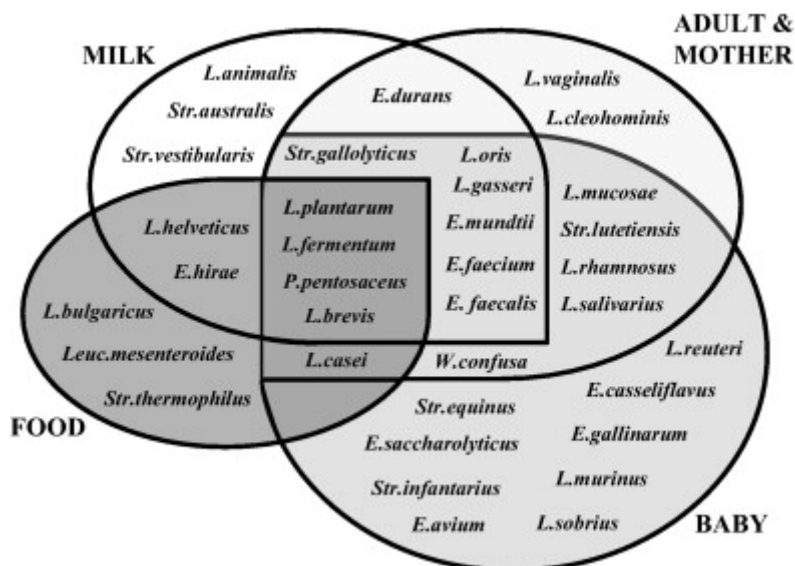 ADULT &
MOTHER
MILK
L.animalis
L.vaginalis
E.durans
Str.australis
L.cleohominis
Str.vestibularis
Str.gallolyticus
L.oris
L.gasseri
L.mucosae
L.plantarum
L.helveticus
E.mundtii
Str.lutetiensis
L.fermentum
E.hirae
P.pentosaceus
E.faecium
L.rhamnosus
L.bulgaricus
L.brevis
E. faecalis
L.salivarius
Leuc.mesenteroides
L.casei
W.confusa
L.reuteri
Str.thermophilus
E.casseliflavus
FOOD
Str.equinus
E.saccharolyticus
E.gallinarum
Str.infantarius
L.murinus
E.avium
L.sobrius
BABY